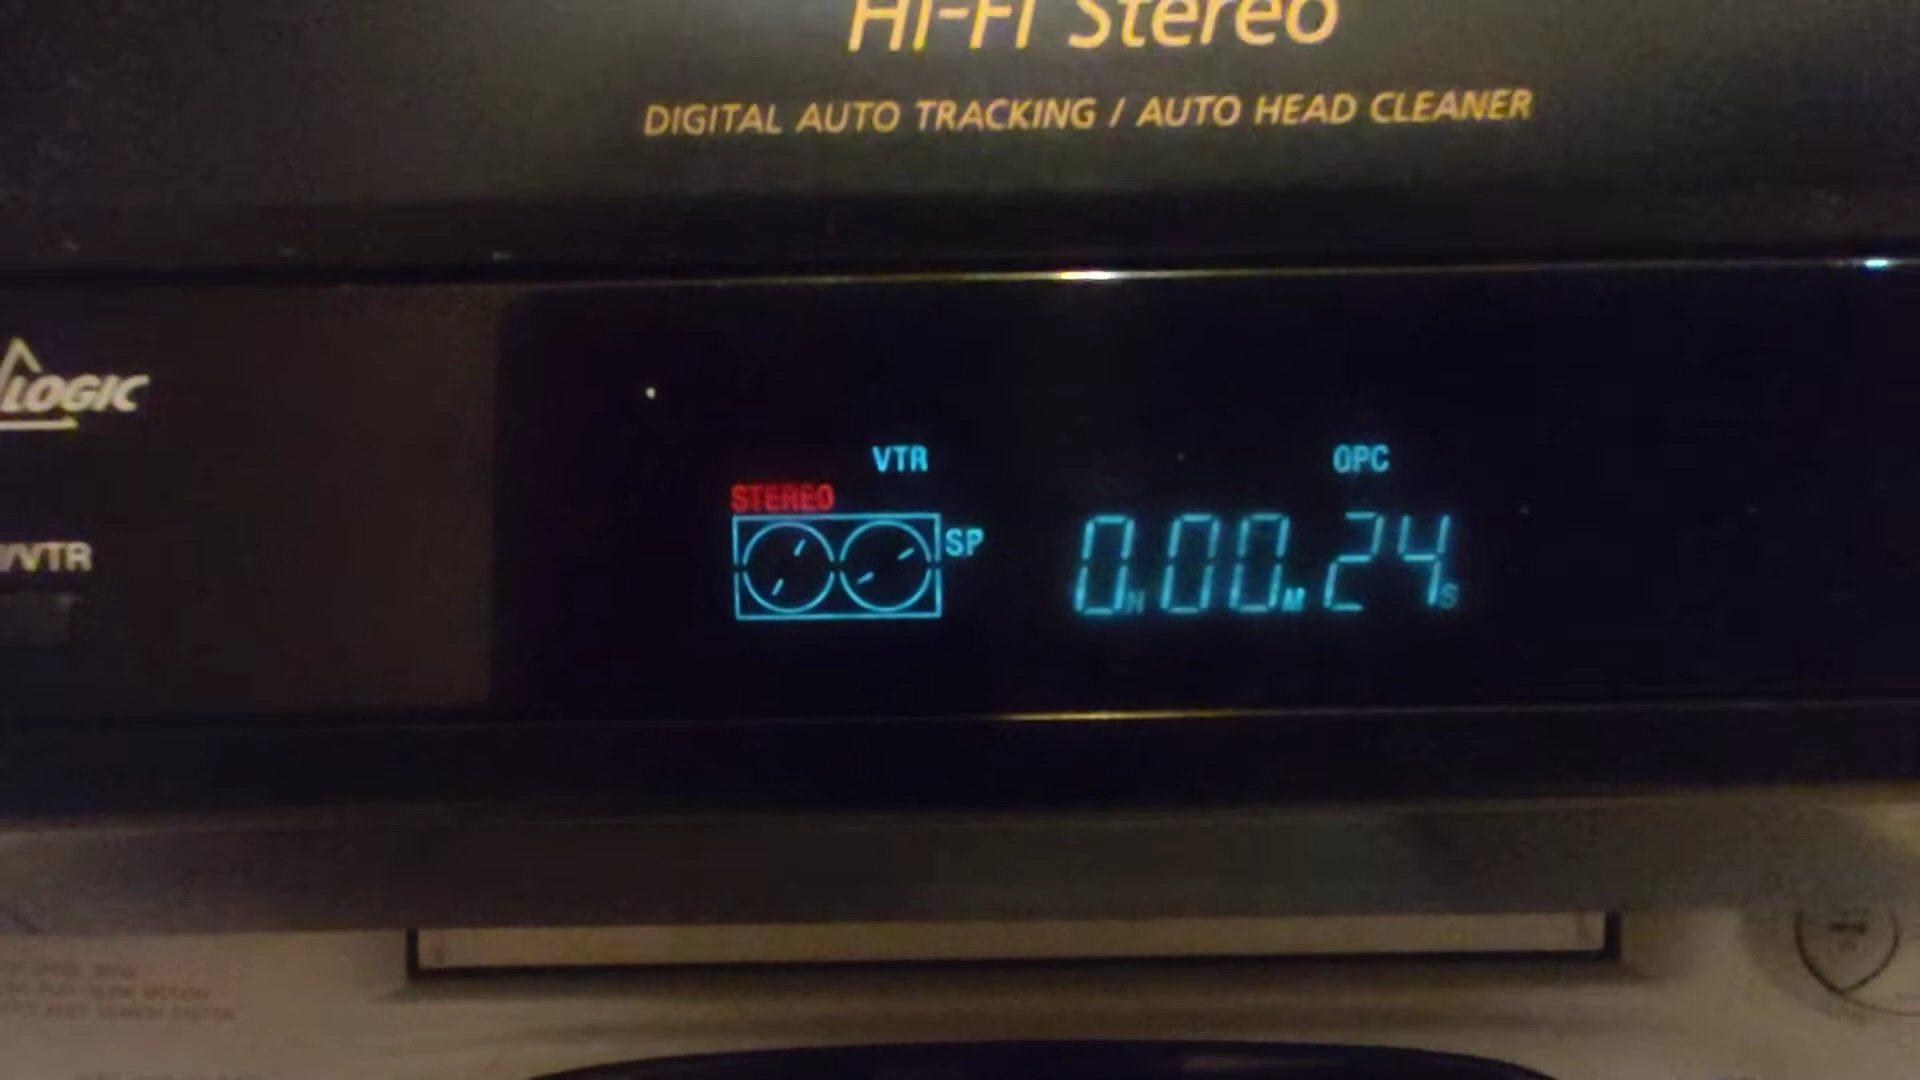 Hi-Fi Stereo
DIGITAL AUTO TRACKING / AUTO HEAD CLEANER
LOGIC
VTR OPC
STEREO
SP
0H00M24S
/VTR